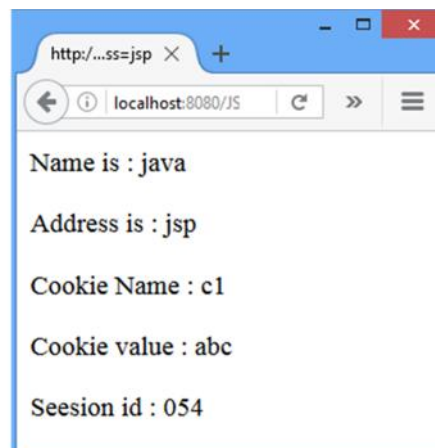 http:/...ss=jsp
localhost:8080/JS
Name is : java
Address is : jsp
Cookie Name : c1
Cookie value : abc
Seesion id : 054